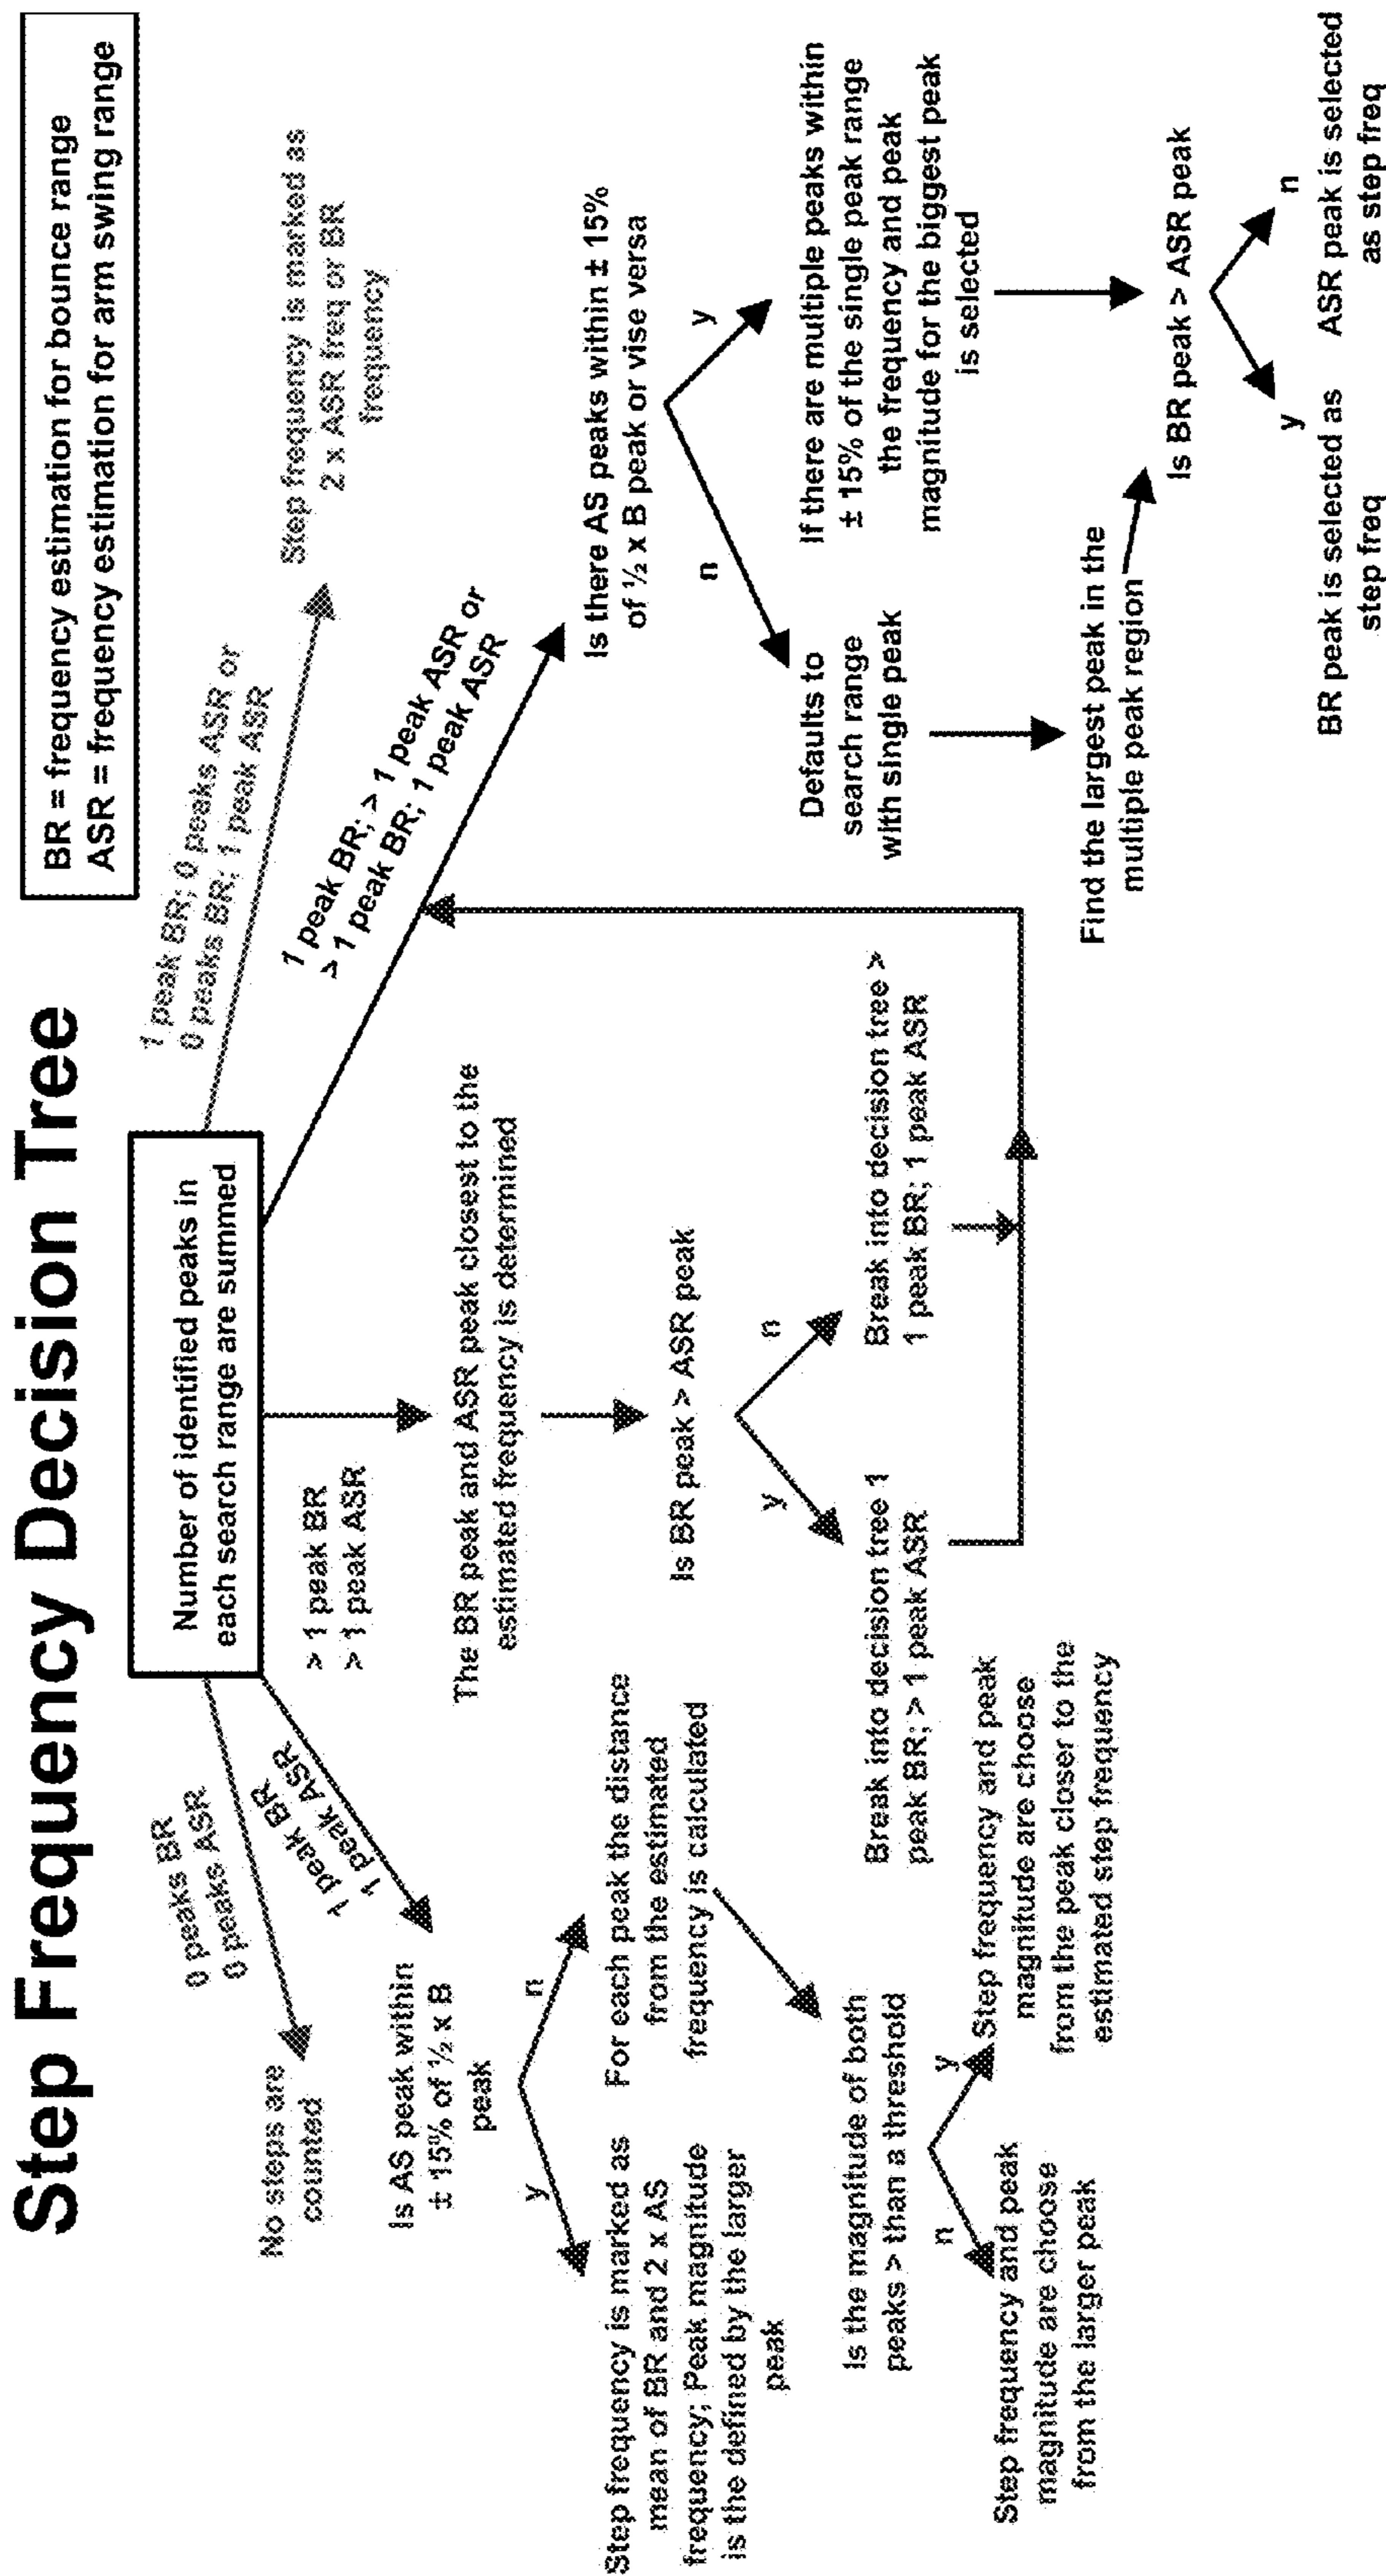 Step Frequency Decision Tree
BR = frequency estimation for bounce range
ASR = frequency estimation for arm swing range
Number of identified peaks in
each search range are summed
0 peaks BR
0 peaks ASR
No steps are
counted
1 peak BR
1 peak ASR
Is AS peak within
± 15% of ½ x B
peak
y
n
Step frequency is marked as
mean of BR and 2 x AS
frequency; Peak magnitude
is the defined by the larger
peak
For each peak the distance
from the estimated
frequency is calculated
Is the magnitude of both
peaks > than a threshold
n
y
Step frequency and peak
magnitude are choose
from the larger peak
Step frequency and peak
magnitude are choose
from the peak closer to the
estimated step frequency
> 1 peak BR
> 1 peak ASR
The BR peak and ASR peak closest to the
estimated frequency is determined
Is BR peak > ASR peak
y
n
Break into decision tree 1
peak BR; > 1 peak ASR
Break into decision tree >
1 peak BR; 1 peak ASR
1 peak BR; > 1 peak ASR or
> 1 peak BR; 1 peak ASR
Is there AS peaks within ± 15%
of ½ x B peak or vise versa
n
y
Defaults to
search range
with single peak
If there are multiple peaks within
± 15% of the single peak range
the frequency and peak
magnitude for the biggest peak
is selected
Find the largest peak in the
multiple peak region
Is BR peak > ASR peak
y
n
BR peak is selected as
step freq
ASR peak is selected
as step freq
1 peak BR; 0 peaks ASR or
0 peaks BR; 1 peak ASR
Step frequency is marked as
2 x ASR freq or BR
frequency